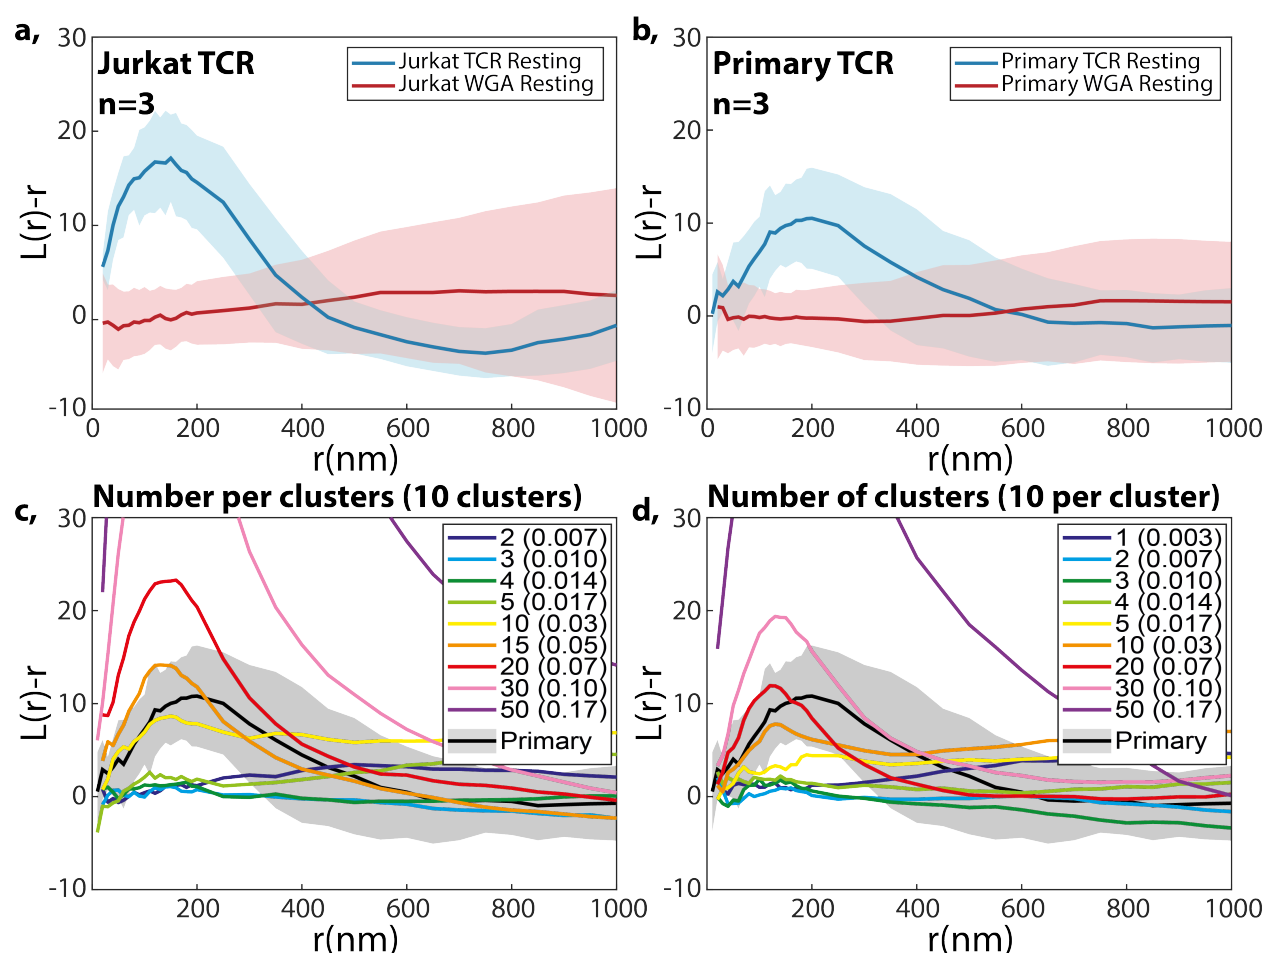 a,
Jurkat TCR
n=3
Jurkat TCR Resting
Jurkat WGA Resting
L(r)-r
30
20
10
0
-10
0 200 400 600 800 1000
r(nm)
b,
Primary TCR
n=3
Primary TCR Resting
Primary WGA Resting
L(r)-r
30
20
10
0
-10
0 200 400 600 800 1000
r(nm)
Number per clusters (10 clusters)
c,
2 (0.007)
3 (0.010)
4 (0.014)
5 (0.017)
10 (0.03)
15 (0.05)
20 (0.07)
30 (0.10)
50 (0.17)
Primary
L(r)-r
30
20
10
0
-10
200 400 600 800 1000
r(nm)
Number of clusters (10 per cluster)
d,
1 (0.003)
2 (0.007)
3 (0.010)
4 (0.014)
5 (0.017)
10 (0.03)
20 (0.07)
30 (0.10)
50 (0.17)
Primary
L(r)-r
30
20
10
0
-10
200 400 600 800 1000
r(nm)